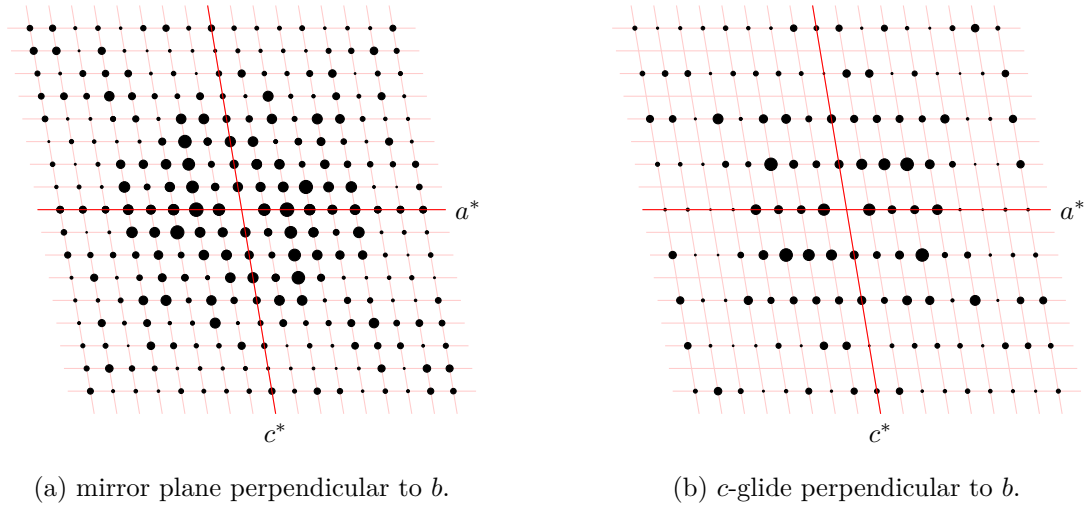 a*
c*
(a) mirror plane perpendicular to b.
a*
c*
(b) c-glide perpendicular to b.